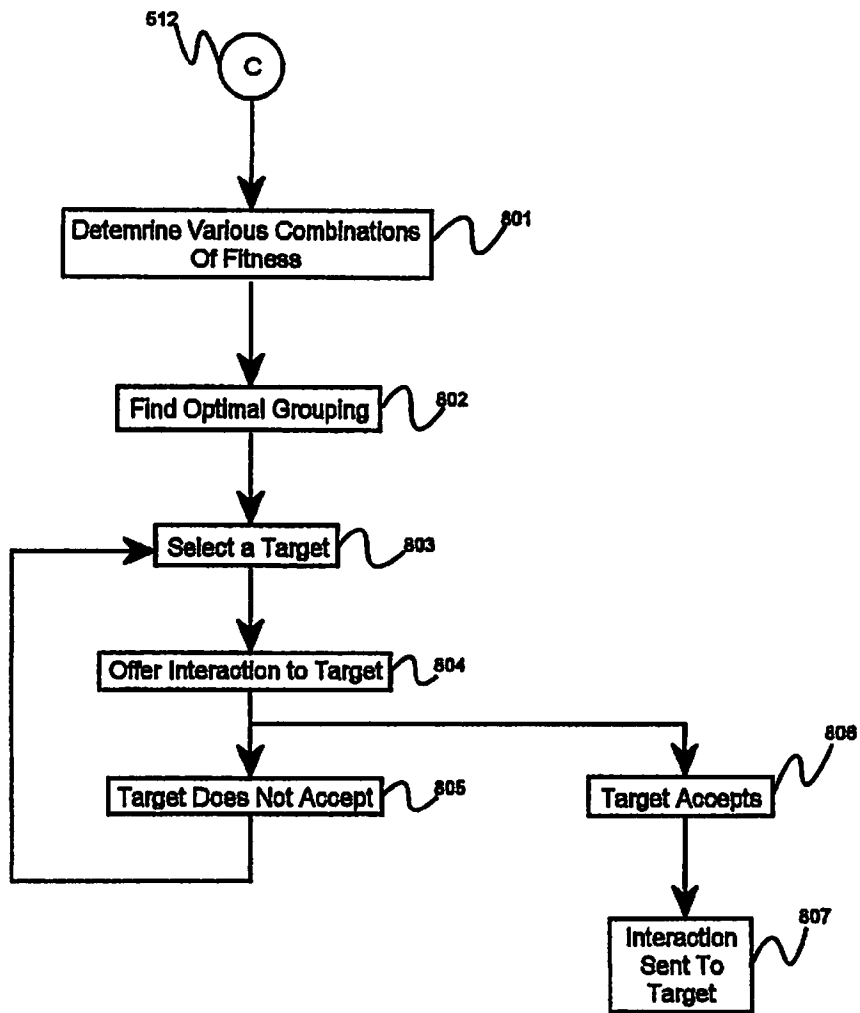 512
C
Detemrine Various Combinations
Of Fitness
801
Find Optimal Grouping
802
Select a Target
803
Offer Interaction to Target
804
Target Does Not Accept
805
Target Accepts
806
Interaction
Sent To
Target
807